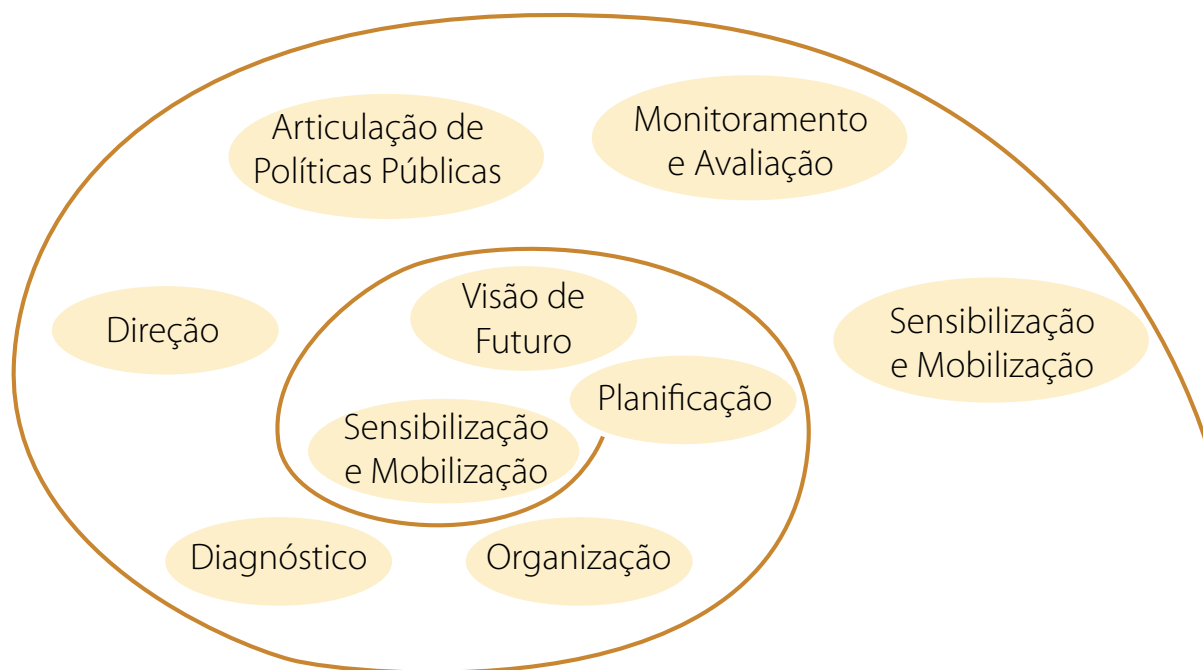 Articulação de
Políticas Públicas
Monitoramento
e Avaliação
Visão de
Futuro
Direção
Sensibilização
e Mobilização
Planificação
Sensibilização
e Mobilização
Diagnóstico
Organização